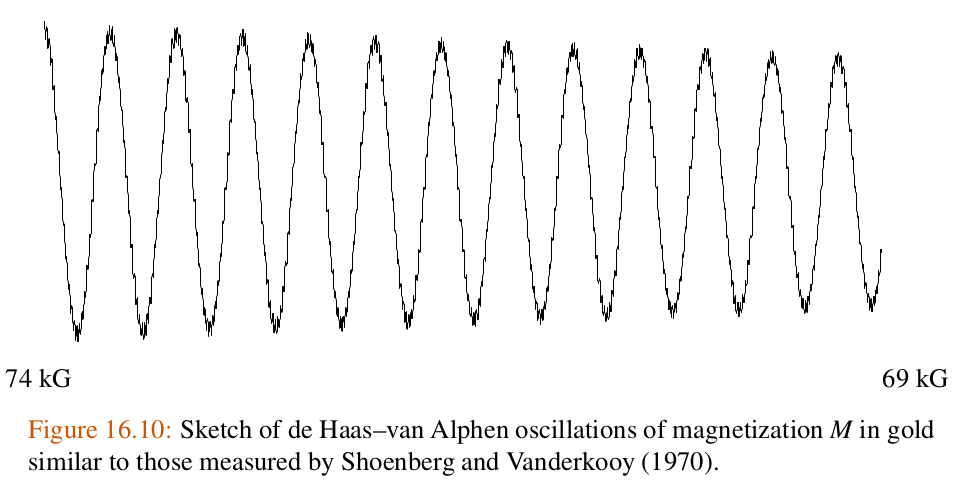 74 kG
69 kG
Figure 16.10: Sketch of de Haas–van Alphen oscillations of magnetization M in gold
similar to those measured by Shoenberg and Vanderkooy (1970).